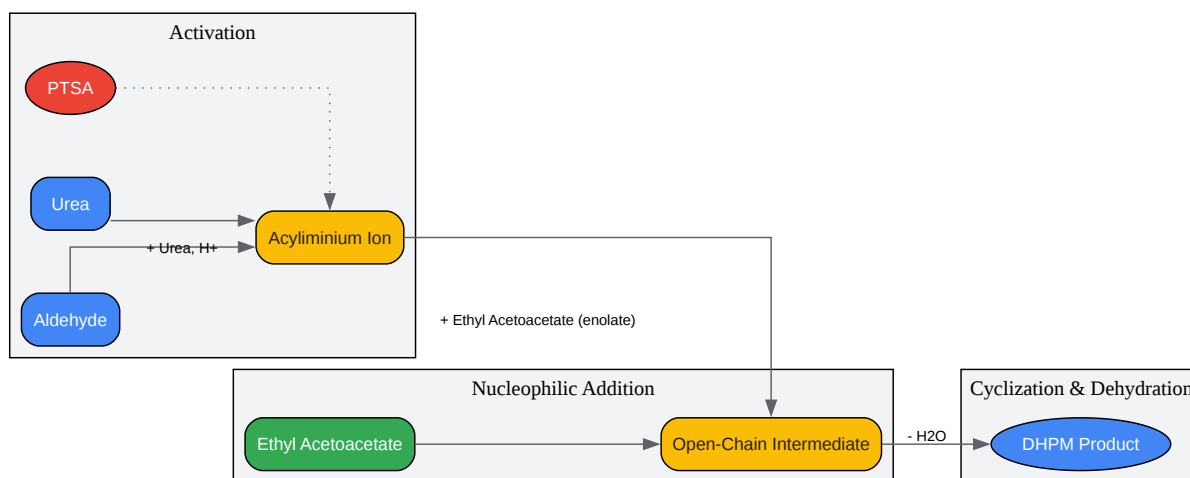 Activation
PTSA
Urea
Acyliminium Ion
+ Urea, H+
Aldehyde
+ Ethyl Acetoacetate (enolate)
Nucleophilic Addition
Cyclization & Dehydration
Ethyl Acetoacetate
Open-Chain Intermediate
- H2O
DHPM Product